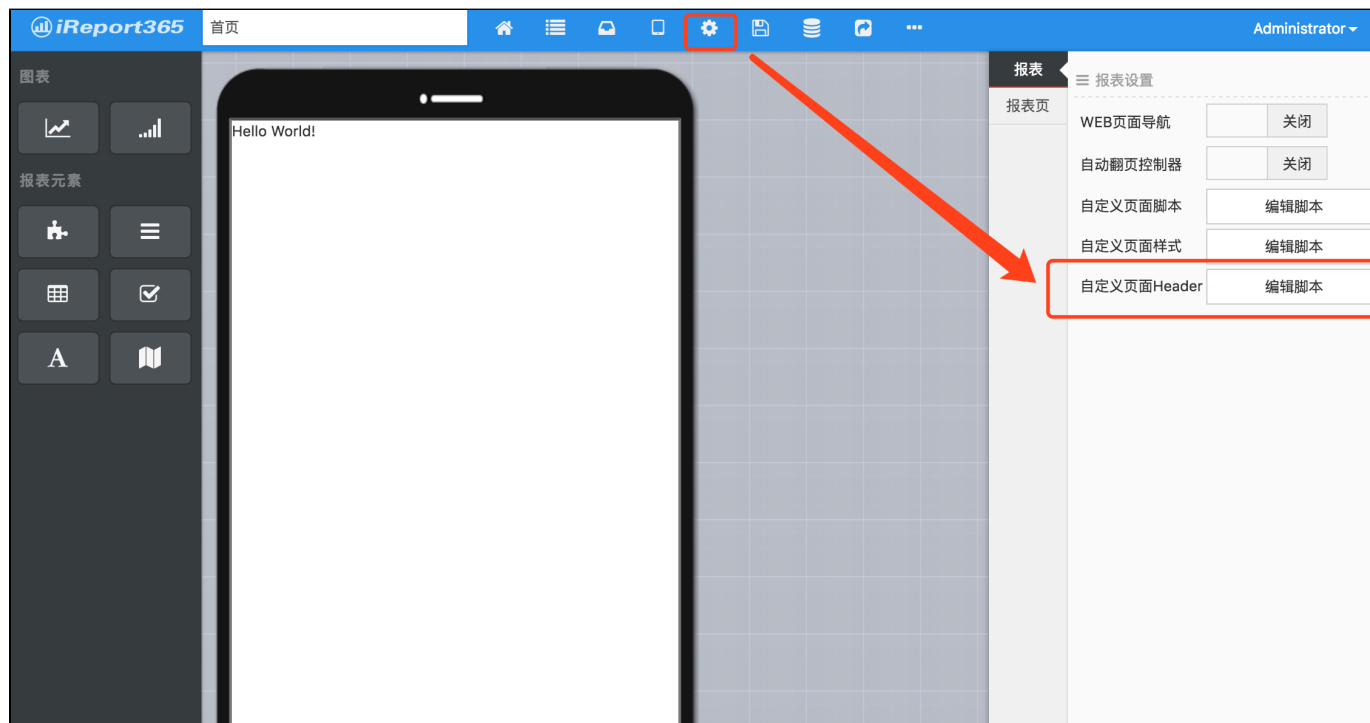 iReport365 首页 Administrator
图表
报表元素
A
Hello World!
报表
报表页
报表设置
WEB页面导航 关闭
自动翻页控制器 关闭
自定义页面脚本 编辑脚本
自定义页面样式 编辑脚本
自定义页面Header 编辑脚本